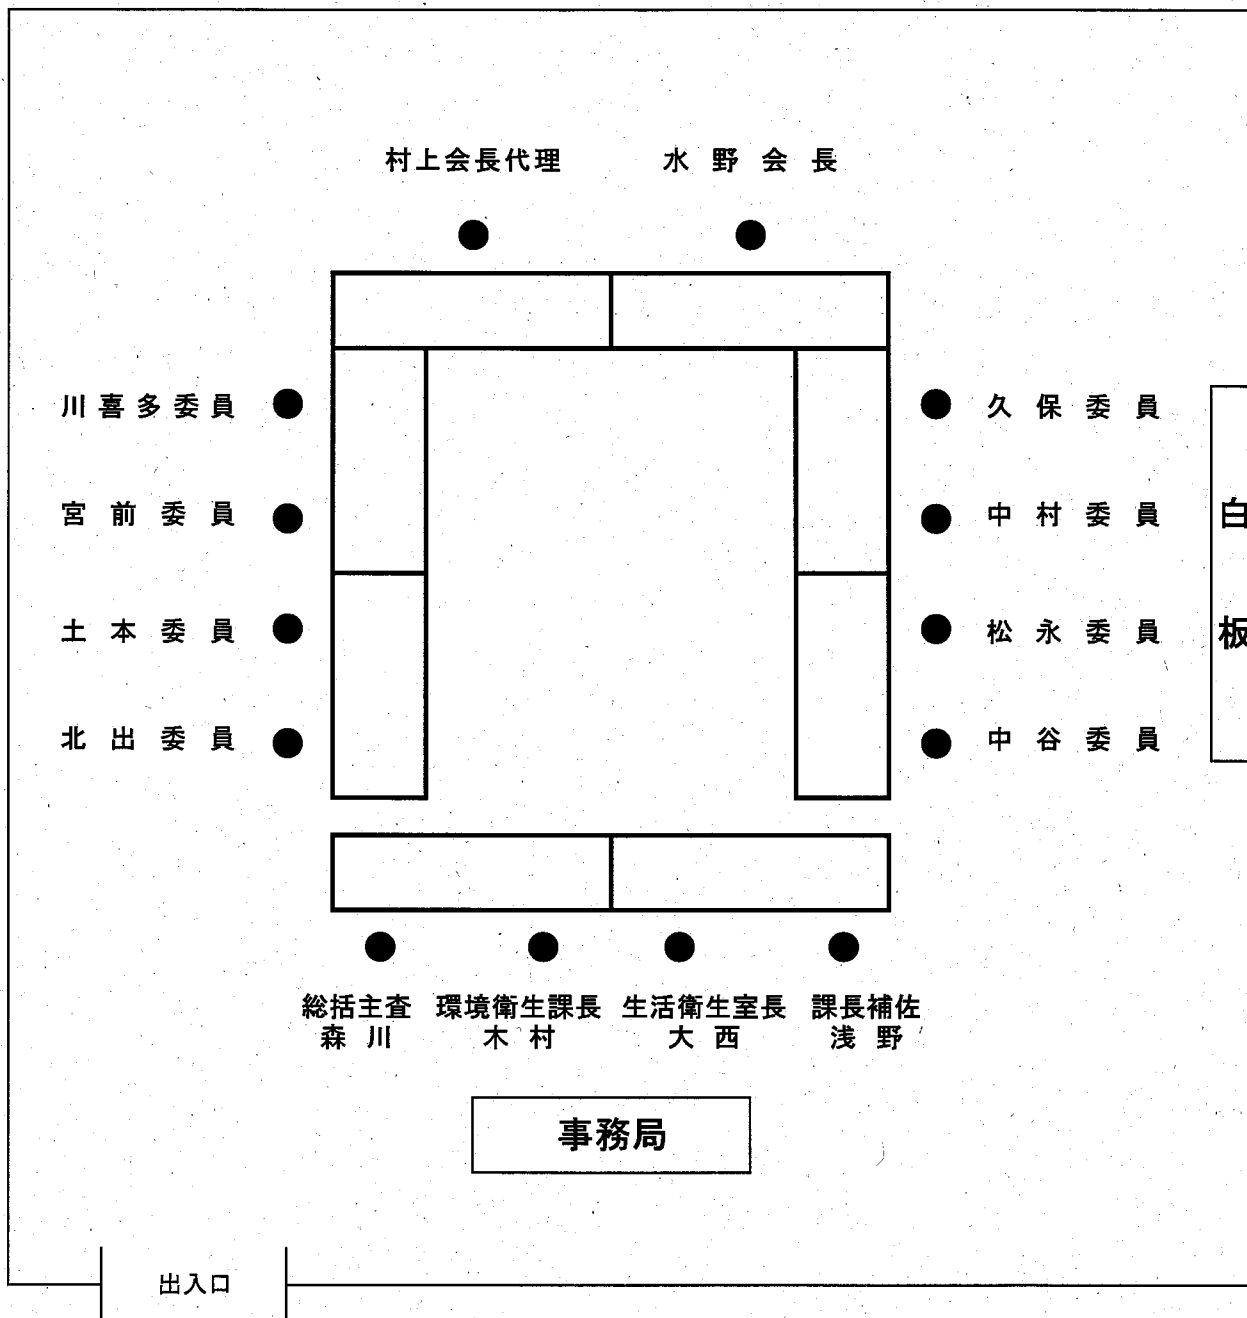 村上会長代理 水野会長
川喜多委員 久保委員
宮前委員 中村委員
土本委員 松永委員
北出委員 中谷委員
白板
総括主査 環境衛生課長 生活衛生室長 課長補佐
森川 木村 大西 浅野
事務局
出入口